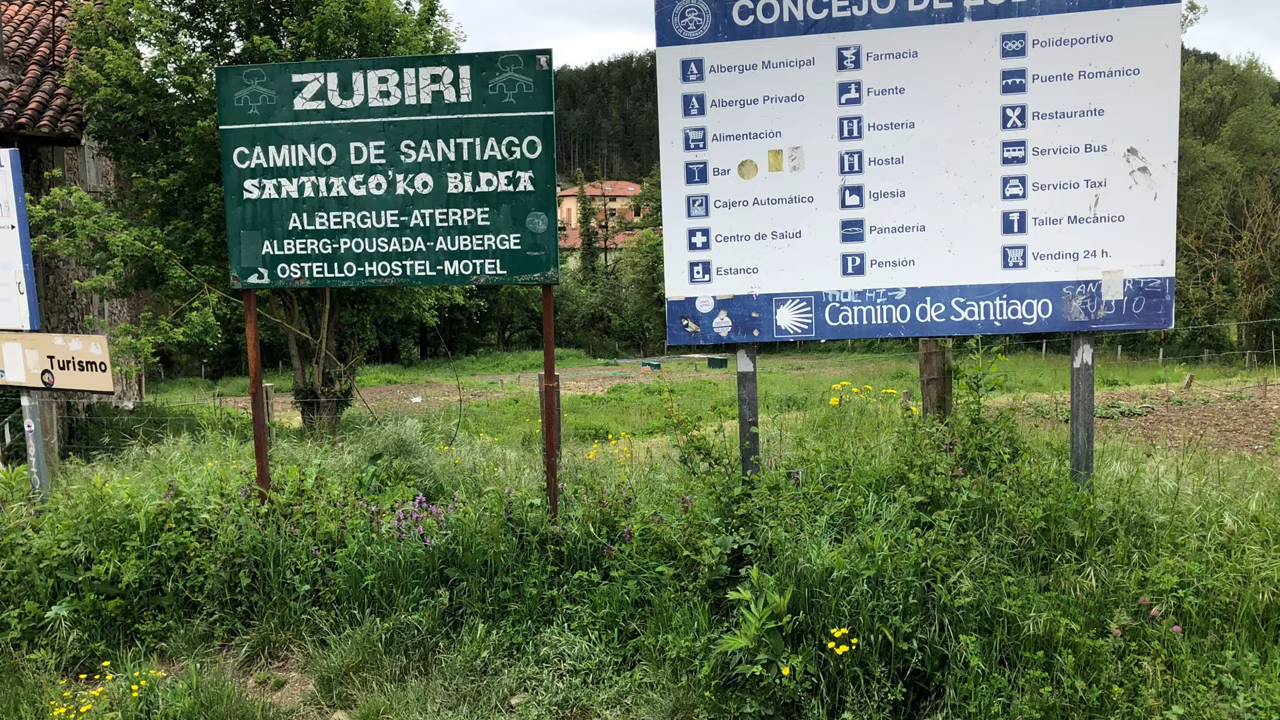 ZUBIRI
CAMINO DE SANTIAGO
SANTIAGO'KO BIDEA
ALBERGUE-ATERPE
ALBERG-POUSADA-AUBERGE
OSTELLO-HOSTEL-MOTEL
Turismo
CONCEJO DE
A Albergue Municipal
A Albergue Privado
Alimentación
Bar
Cajero Automático
Centro de Salud
Estanco
Farmacia
Fuente
H Hosteria
H Hostal
Iglesia
Panaderia
P Pensión
Polideportivo
Puente Románico
Restaurante
Servicio Bus
Servicio Taxi
Taller Mecánico
Vending 24 h.
Camino de Santiago